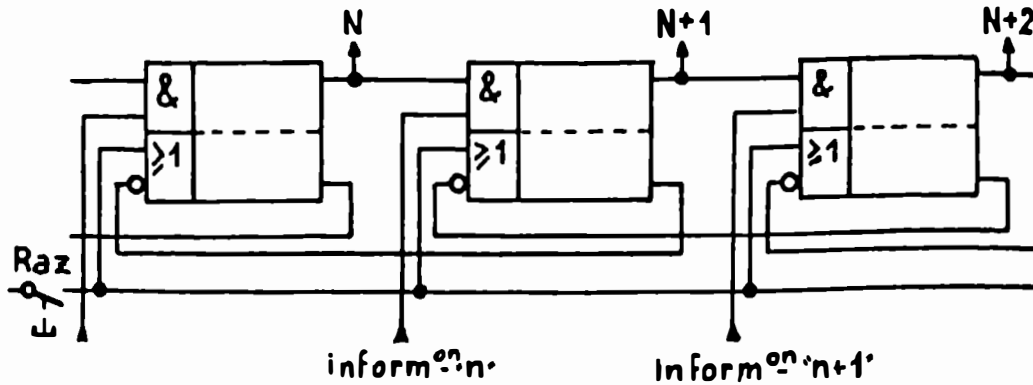 N
N+1
N+2
&
&
&
≥1
≥1
≥1
Raz
inform^on "n"
Inform^on "n+1"